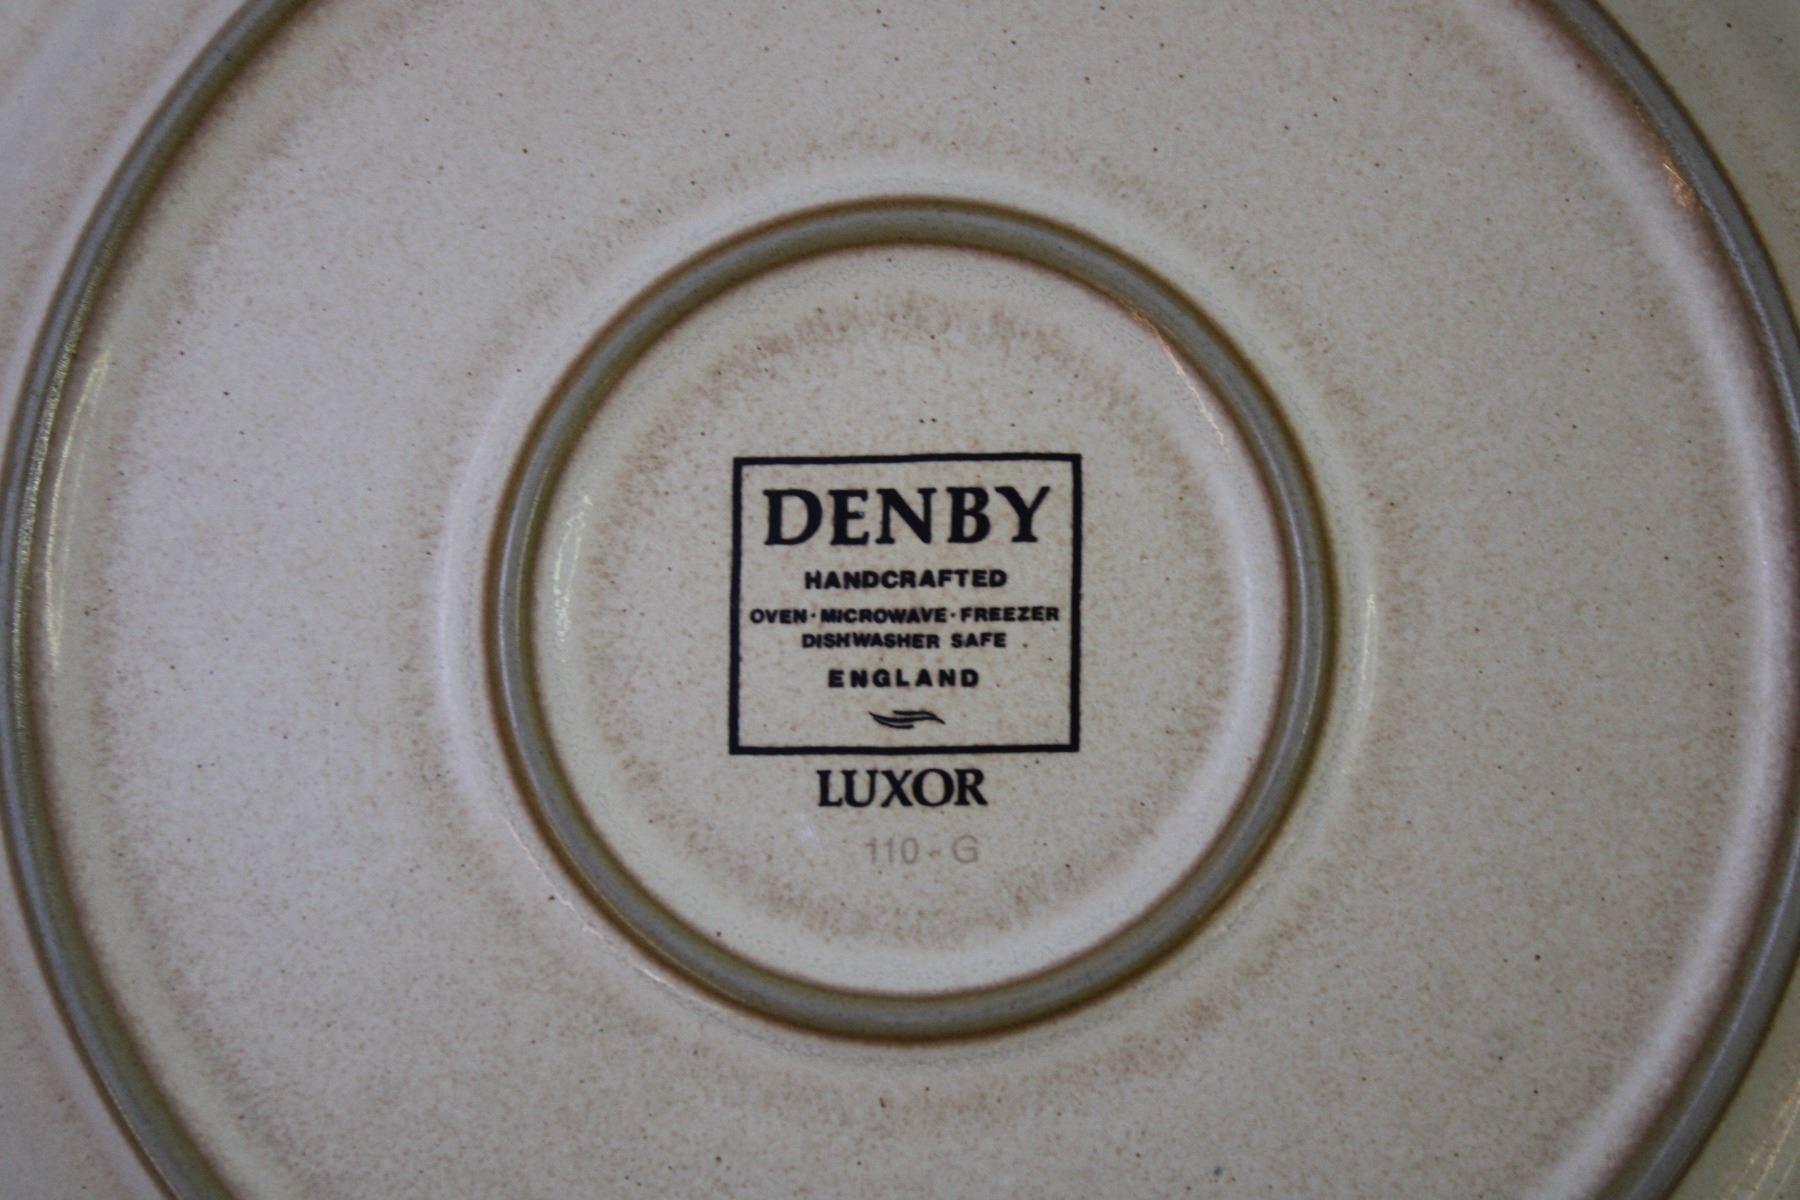 DENBY
HANDCRAFTED
OVEN · MICROWAVE · FREEZER
DISHWASHER SAFE
ENGLAND
LUXOR
110 - G